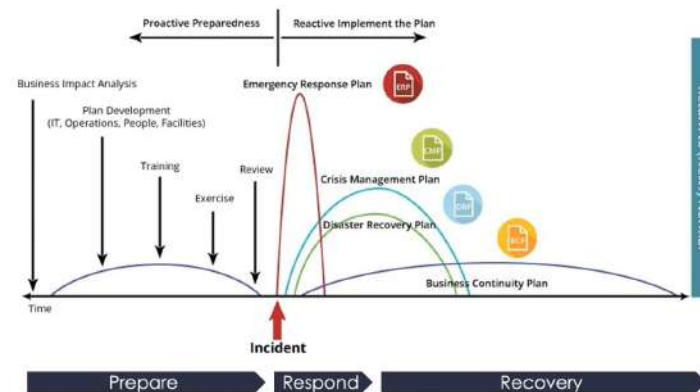 Proactive Preparedness
Reactive Implement the Plan
Business Impact Analysis
Emergency Response Plan
ERP
Plan Development
(IT, Operations, People, Facilities)
CMP
Training
Review
Crisis Management Plan
Exercise
DRP
Disaster Recovery Plan
BCP
Business Continuity Plan
Time
Incident
Prepare
Respond
Recovery